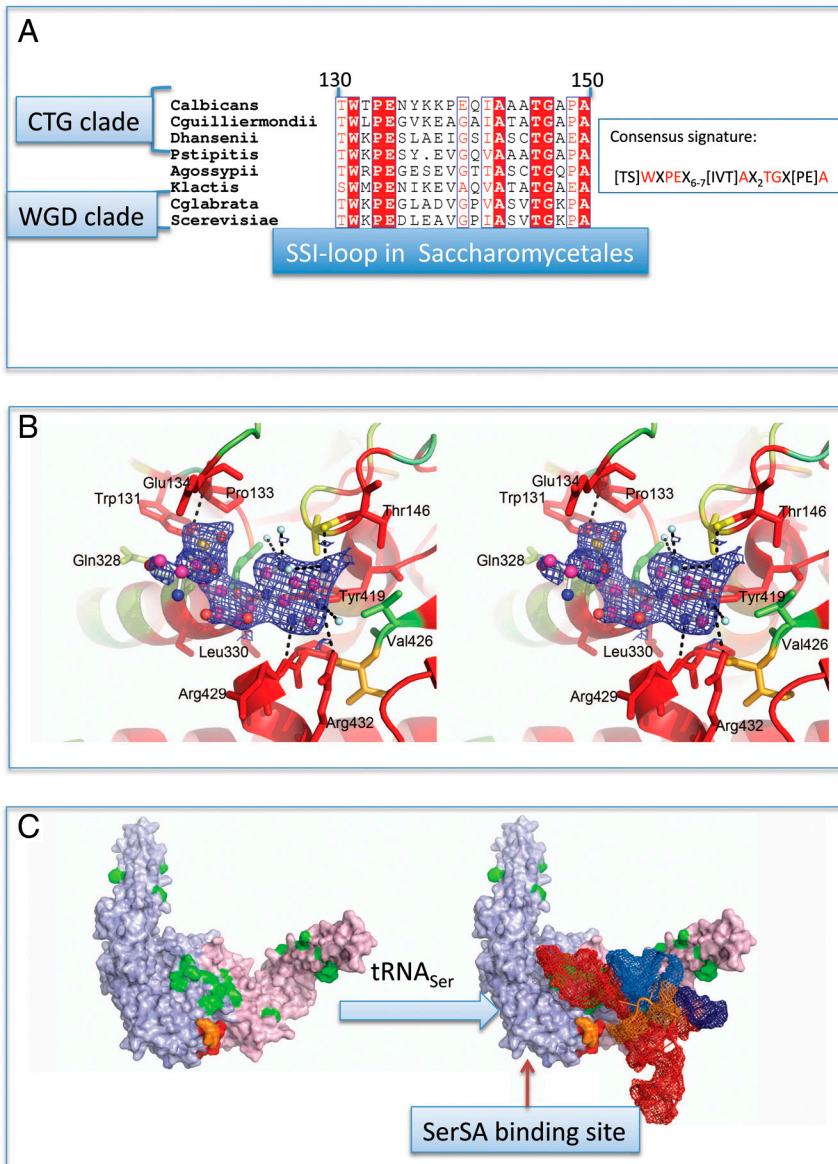 A
130 150
CTG clade
Calbicans TWTPENYKKPEQIAAATGAPA
Cguilliermondii TWLPEGVKEAGKIATATGAPA
Dhansenii TWKPESLAEIGSIASCTGAEA
Pstipitis TWKPESY.EVGQVAAATGAPA
Agossypii TWRPEGESEVGTTASCTGAEA
Klactis SWMPENIKEVAQVATATGAEA
WGD clade
Cglabrata TWKPEGLADVGPVASVTGKPA
Scerevisiae TWKPEDLEAVGPIASVTGKPA
SSI-loop in Saccharomycetales
Consensus signature:
[TS]WXPEX6-7[IVT]AX2TGX[PE]A
B
Glu134
Trp131
Pro133
Thr146
Gln328
Tyr419
Leu330
Val426
Arg429
Arg432
Glu134
Trp131
Pro133
Thr146
Gln328
Tyr419
Leu330
Val426
Arg429
Arg432
C
tRNASer
SerSA binding site